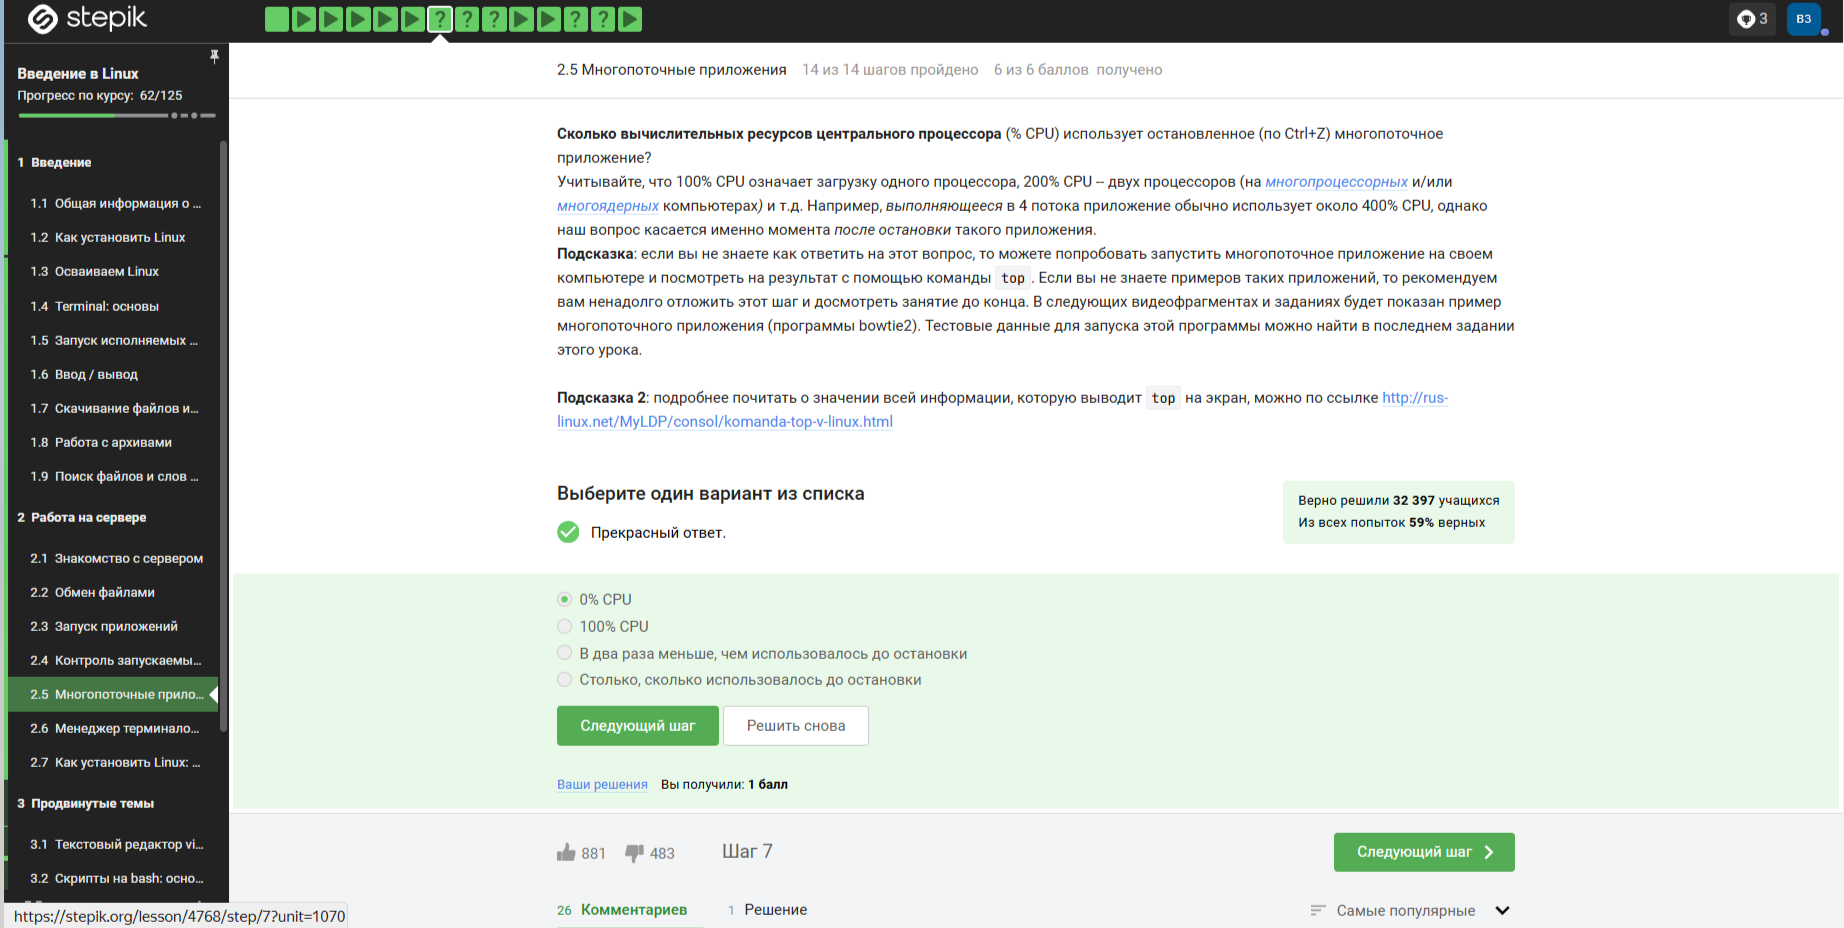 stepik
? ? ? ? ?
3
ВЗ
Введение в Linux
Прогресс по курсу: 62/125
1 Введение
1.1 Общая информация о ...
1.2 Как установить Linux
1.3 Осваиваем Linux
1.4 Terminal: основы
1.5 Запуск исполняемых ...
1.6 Ввод / вывод
1.7 Скачивание файлов и...
1.8 Работа с архивами
1.9 Поиск файлов и слов ...
2 Работа на сервере
2.1 Знакомство с сервером
2.2 Обмен файлами
2.3 Запуск приложений
2.4 Контроль запускаемы...
2.5 Многопоточные прило...
2.6 Менеджер терминало...
2.7 Как установить Linux: ...
3 Продвинутые темы
3.1 Текстовый редактор vi...
3.2 Скрипты на bash: осно...
https://stepik.org/lesson/4768/step/7?unit=1070
2.5 Многопоточные приложения 14 из 14 шагов пройдено 6 из 6 баллов получено
Сколько вычислительных ресурсов центрального процессора (% CPU) использует остановленное (по Ctrl+Z) многопоточное
приложение?
Учитывайте, что 100% CPU означает загрузку одного процессора, 200% CPU -- двух процессоров (на многопроцессорных и/или
многоядерных компьютерах) и т.д. Например, выполняющееся в 4 потока приложение обычно использует около 400% CPU, однако
наш вопрос касается именно момента после остановки такого приложения.
Подсказка: если вы не знаете как ответить на этот вопрос, то можете попробовать запустить многопоточное приложение на своем
компьютере и посмотреть на результат с помощью команды top . Если вы не знаете примеров таких приложений, то рекомендуем
вам ненадолго отложить этот шаг и досмотреть занятие до конца. В следующих видеофрагментах и заданиях будет показан пример
многопоточного приложения (программы bowtie2). Тестовые данные для запуска этой программы можно найти в последнем задании
этого урока.
Подсказка 2: подробнее почитать о значении всей информации, которую выводит top на экран, можно по ссылке http://rus-
linux.net/MyLDP/consol/komanda-top-v-linux.html
Выберите один вариант из списка
Прекрасный ответ.
Верно решили 32 397 учащихся
Из всех попыток 59% верных
0% CPU
100% CPU
В два раза меньше, чем использовалось до остановки
Столько, сколько использовалось до остановки
Следующий шаг Решить снова
Ваши решения Вы получили: 1 балл
881 483 Шаг 7
Следующий шаг
26 Комментариев 1 Решение
Самые популярные